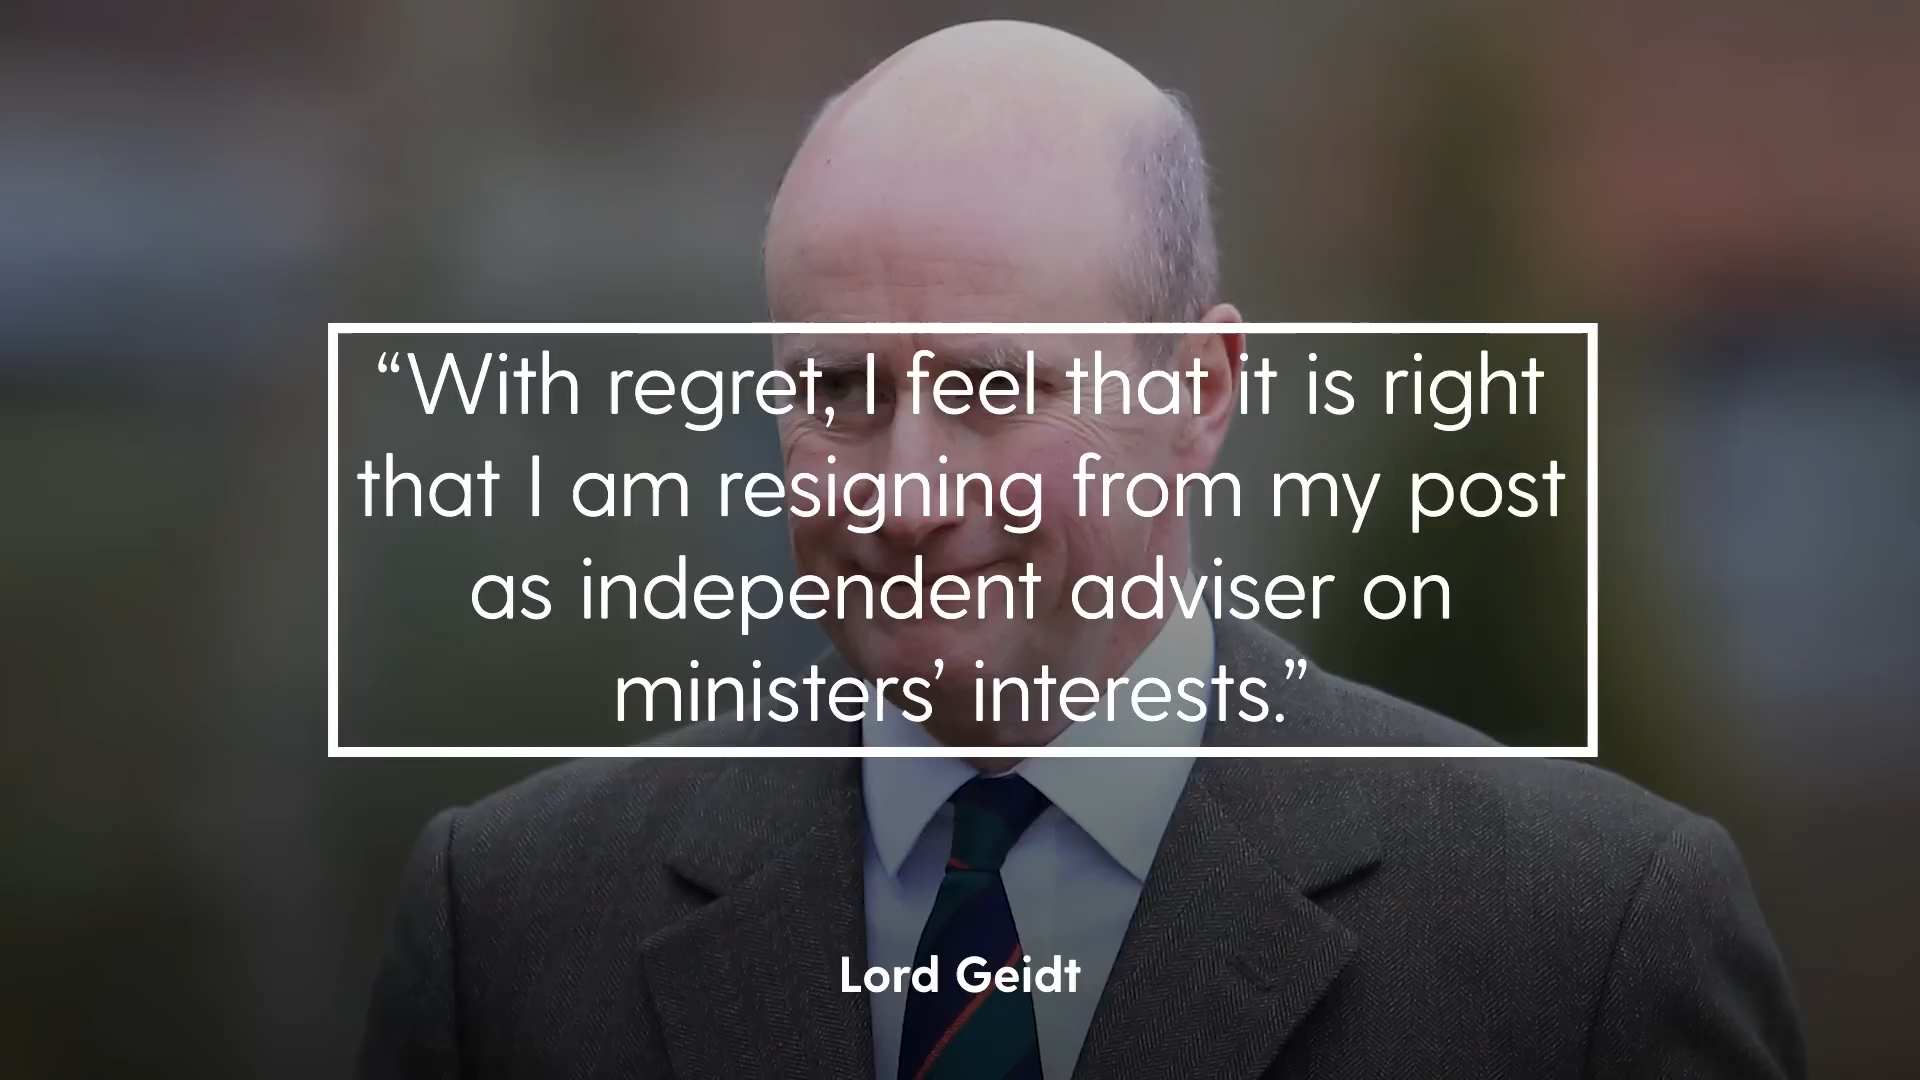 “With regret, I feel that it is right
that I am resigning from my post
as independent adviser on
ministers’ interests.”
Lord Geidt